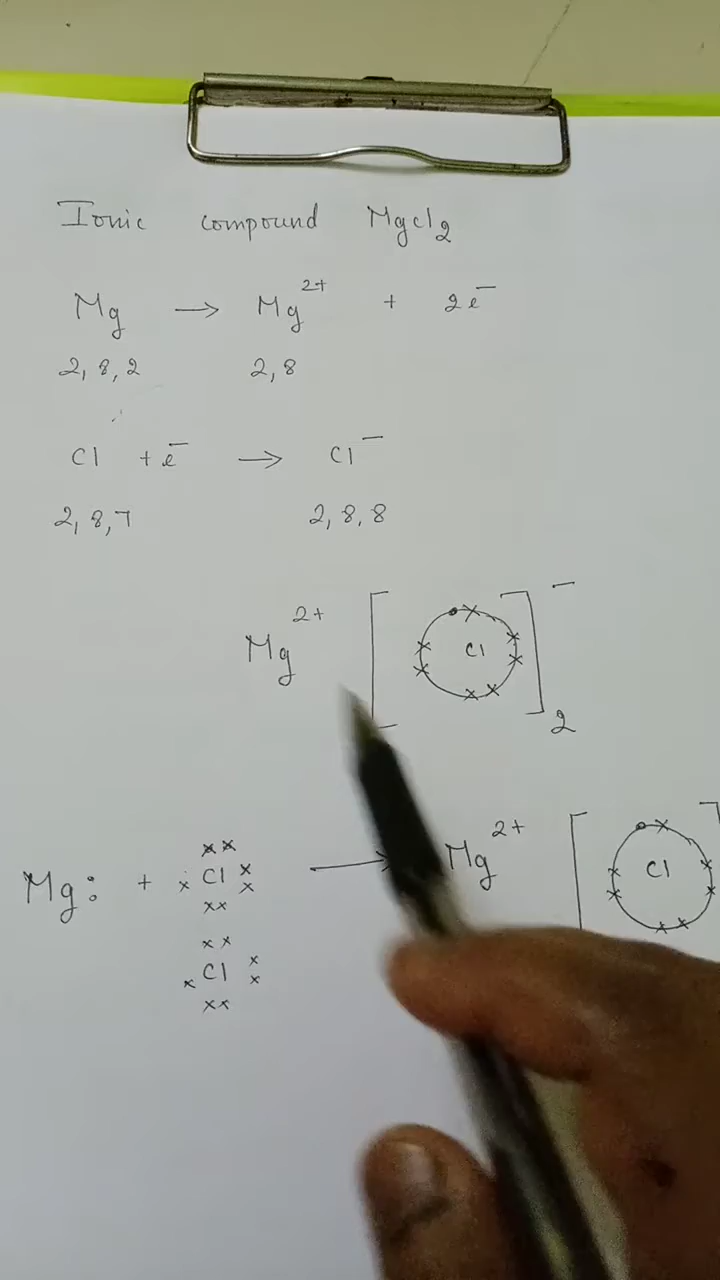 Ionic compound MgCl₂
Mg → Mg²⁺ + 2e⁻
2, 8, 2 2, 8
Cl + e⁻ → Cl⁻
2, 8, 7 2, 8, 8
Mg²⁺ [ Cl ]₂⁻
Mg: + Cl → Mg²⁺ [ Cl ]
Cl